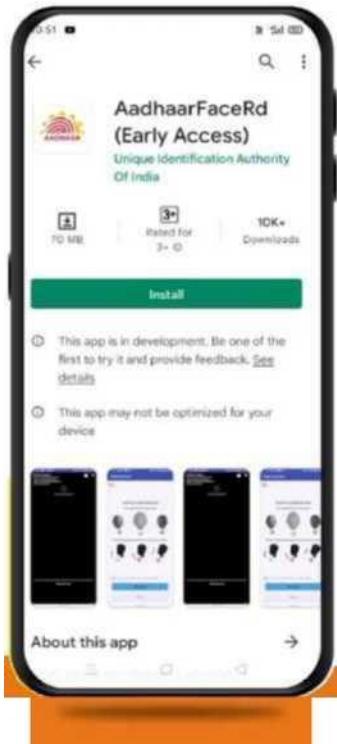 AadhaarFaceRd
(Early Access)
Unique Identification Authority
Of India
AADHAAR
3+
10K+
70 MB
Rated for
3+
Downloads
Install
This app is in development. Be one of the
first to try it and provide feedback. See
details
This app may not be optimized for your
device
About this app